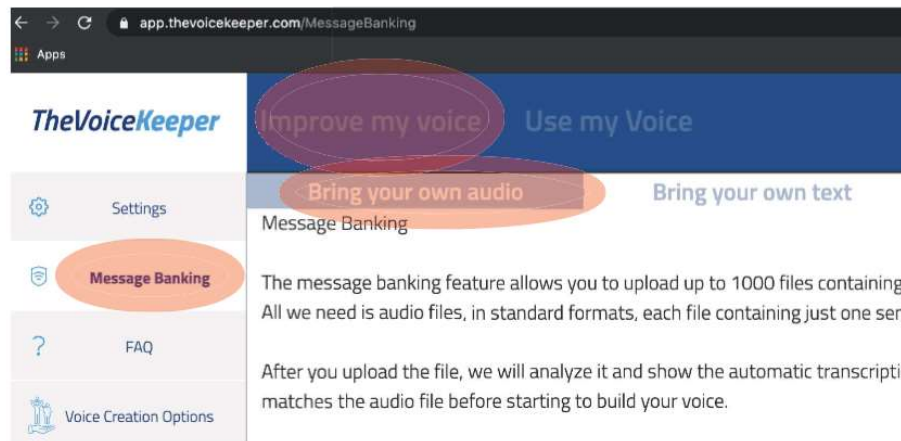 app.thevoicekeeper.com/MessageBanking
Apps
TheVoiceKeeper
Improve my voice
Use my Voice
Bring your own audio
Bring your own text
Settings
Message Banking
FAQ
Voice Creation Options
Message Banking
The message banking feature allows you to upload up to 1000 files containing
All we need is audio files, in standard formats, each file containing just one
After you upload the file, we will analyze it and show the automatic
matches the audio file before starting to build your voice.